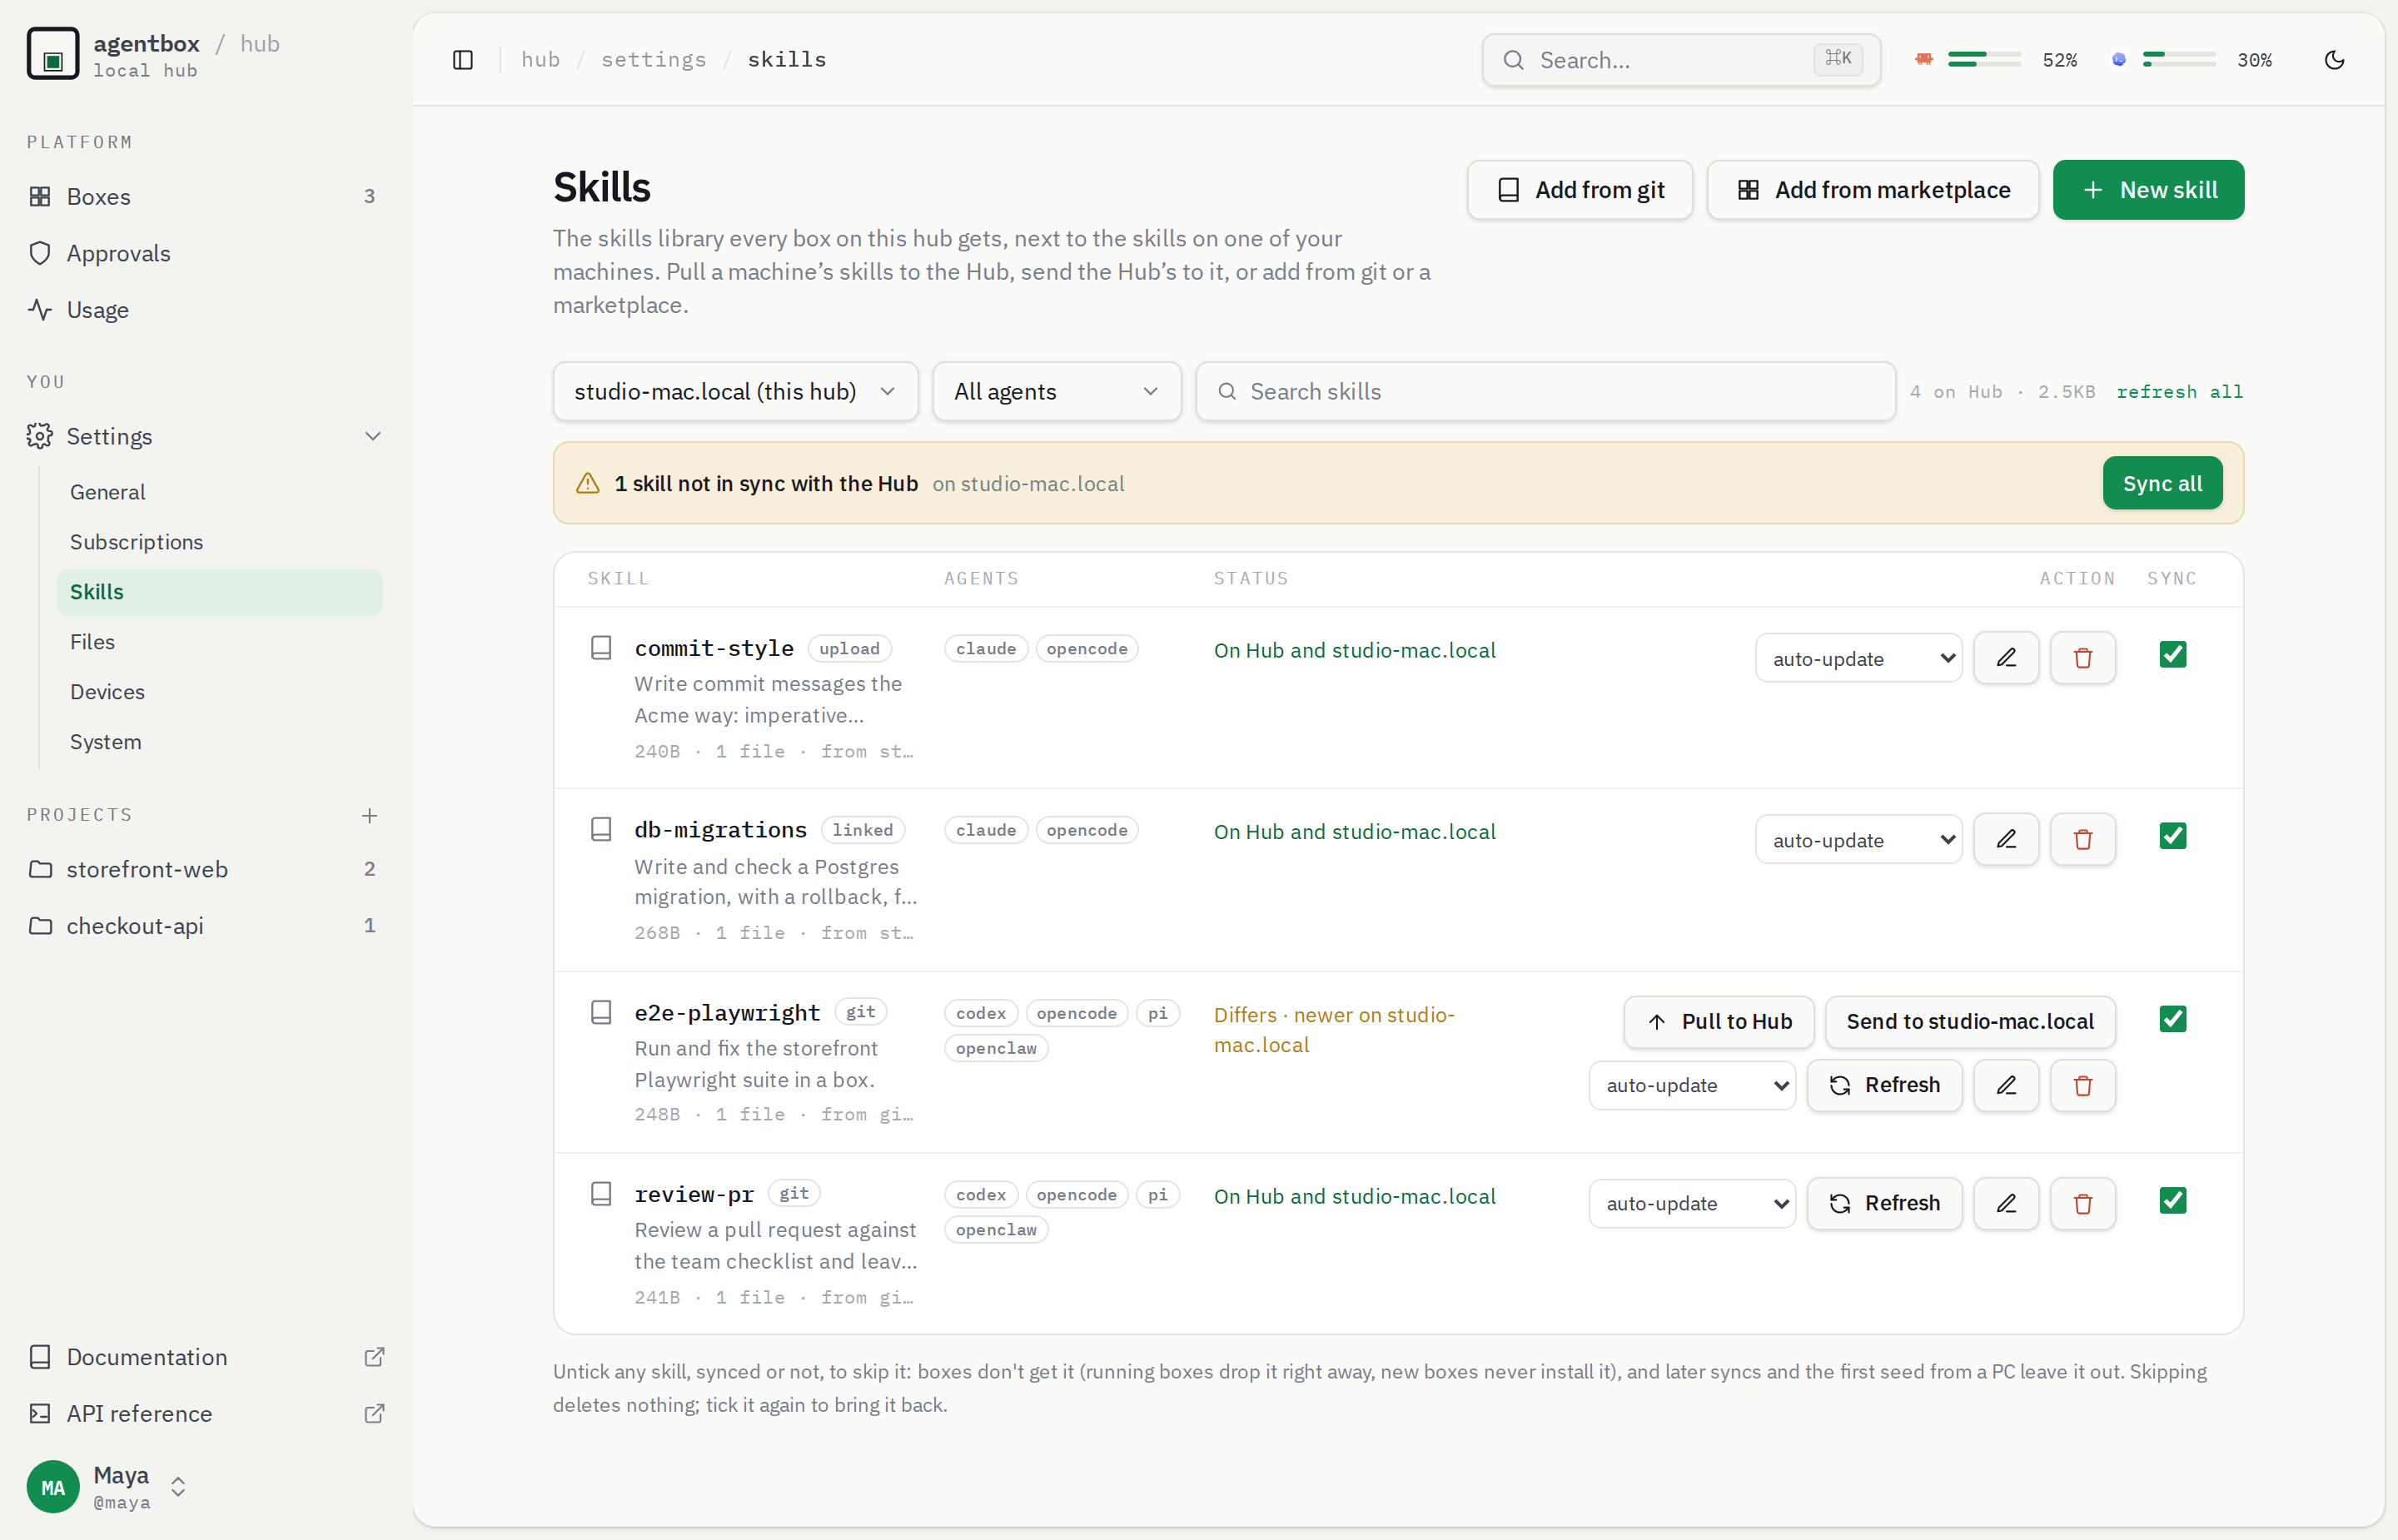 agentbox / hub
local hub
PLATFORM
Boxes 3
Approvals
Usage
YOU
Settings
General
Subscriptions
Skills
Files
Devices
System
PROJECTS
storefront-web 2
checkout-api 1
Documentation
API reference
MA
Maya
@maya
hub / settings / skills
Search... ⌘K
52%
30%
Skills
Add from git
Add from marketplace
New skill
The skills library every box on this hub gets, next to the skills on one of your
machines. Pull a machine’s skills to the Hub, send the Hub’s to it, or add from git or a
marketplace.
studio-mac.local (this hub)
All agents
Search skills
4 on Hub · 2.5KB refresh all
1 skill not in sync with the Hub on studio-mac.local
Sync all
SKILL AGENTS STATUS ACTION SYNC
commit-style upload
Write commit messages the
Acme way: imperative…
240B · 1 file · from st…
claude opencode
On Hub and studio-mac.local
auto-update
db-migrations linked
Write and check a Postgres
migration, with a rollback, f…
268B · 1 file · from st…
claude opencode
On Hub and studio-mac.local
auto-update
e2e-playwright git
Run and fix the storefront
Playwright suite in a box.
248B · 1 file · from gi…
codex opencode pi
openclaw
Differs · newer on studio-
mac.local
Pull to Hub Send to studio-mac.local
auto-update Refresh
review-pr git
Review a pull request against
the team checklist and leav…
241B · 1 file · from gi…
codex opencode pi
openclaw
On Hub and studio-mac.local
auto-update Refresh
Untick any skill, synced or not, to skip it: boxes don't get it (running boxes drop it right away, new boxes never install it), and later syncs and the first seed from a PC leave it out. Skipping
deletes nothing; tick it again to bring it back.